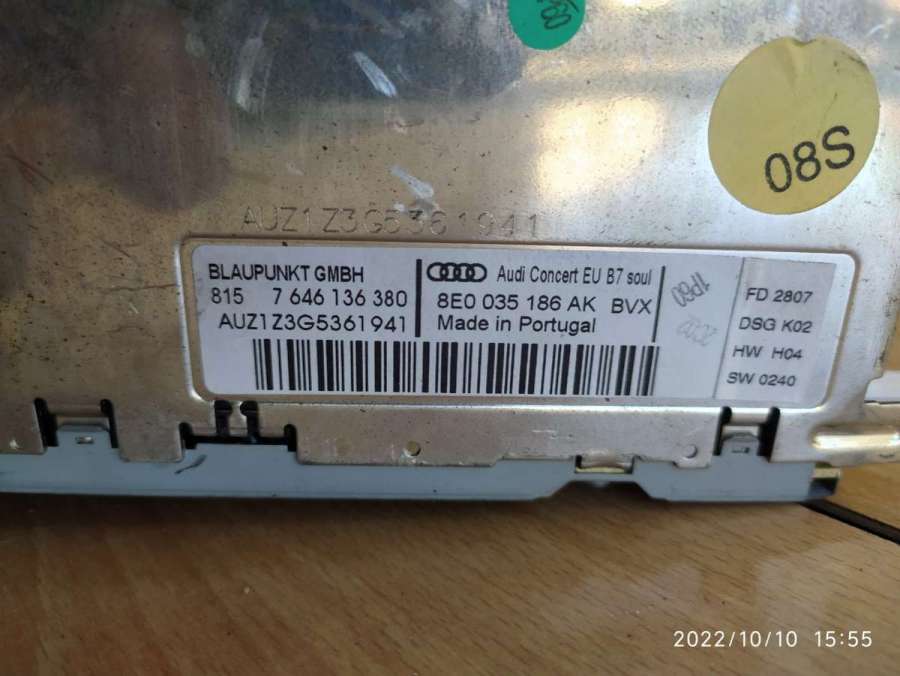 08S
AUZ1Z3G5361941
BLAUPUNKT GMBH
815 7 646 136 380
AUZ1Z3G5361941
Audi Concert EU B7 soul
8E0 035 186 AK BVX
Made in Portugal
FD 2807
DSG K02
HW H04
SW 0240
2022/10/10 15:55